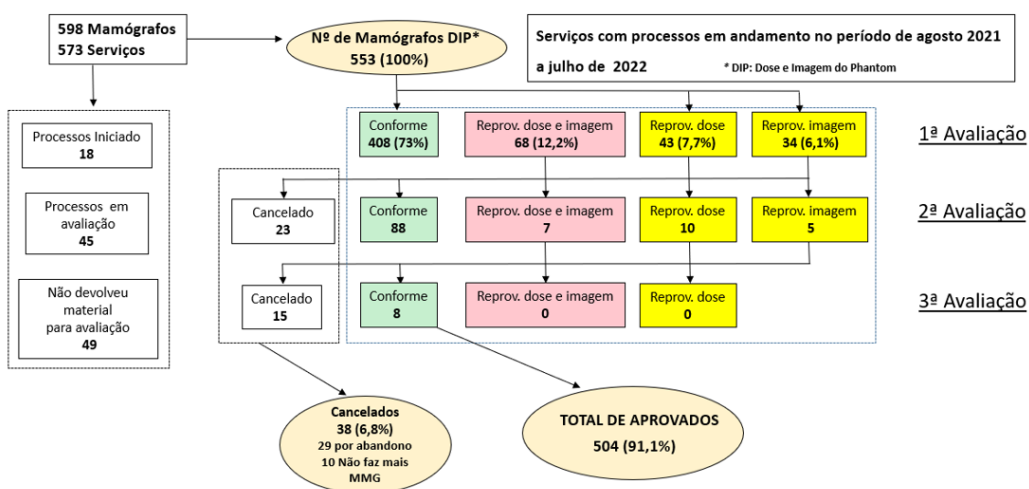 598 Mamógrafos
573 Serviços
Nº de Mamógrafos DIP*
553 (100%)
Serviços com processos em andamento no período de agosto 2021
a julho de 2022
* DIP: Dose e Imagem do Phantom
Processos Iniciado
18
Processos em
avaliação
45
Não devolveu
material
para avaliação
49
Conforme
408 (73%)
Reprov. dose e imagem
68 (12,2%)
Reprov. dose
43 (7,7%)
Reprov. imagem
34 (6,1%)
1ª Avaliação
Cancelado
23
Conforme
88
Reprov. dose e imagem
7
Reprov. dose
10
Reprov. imagem
5
2ª Avaliação
Cancelado
15
Conforme
8
Reprov. dose e imagem
0
Reprov. dose
0
3ª Avaliação
Cancelados
38 (6,8%)
29 por abandono
10 Não faz mais
MMG
TOTAL DE APROVADOS
504 (91,1%)